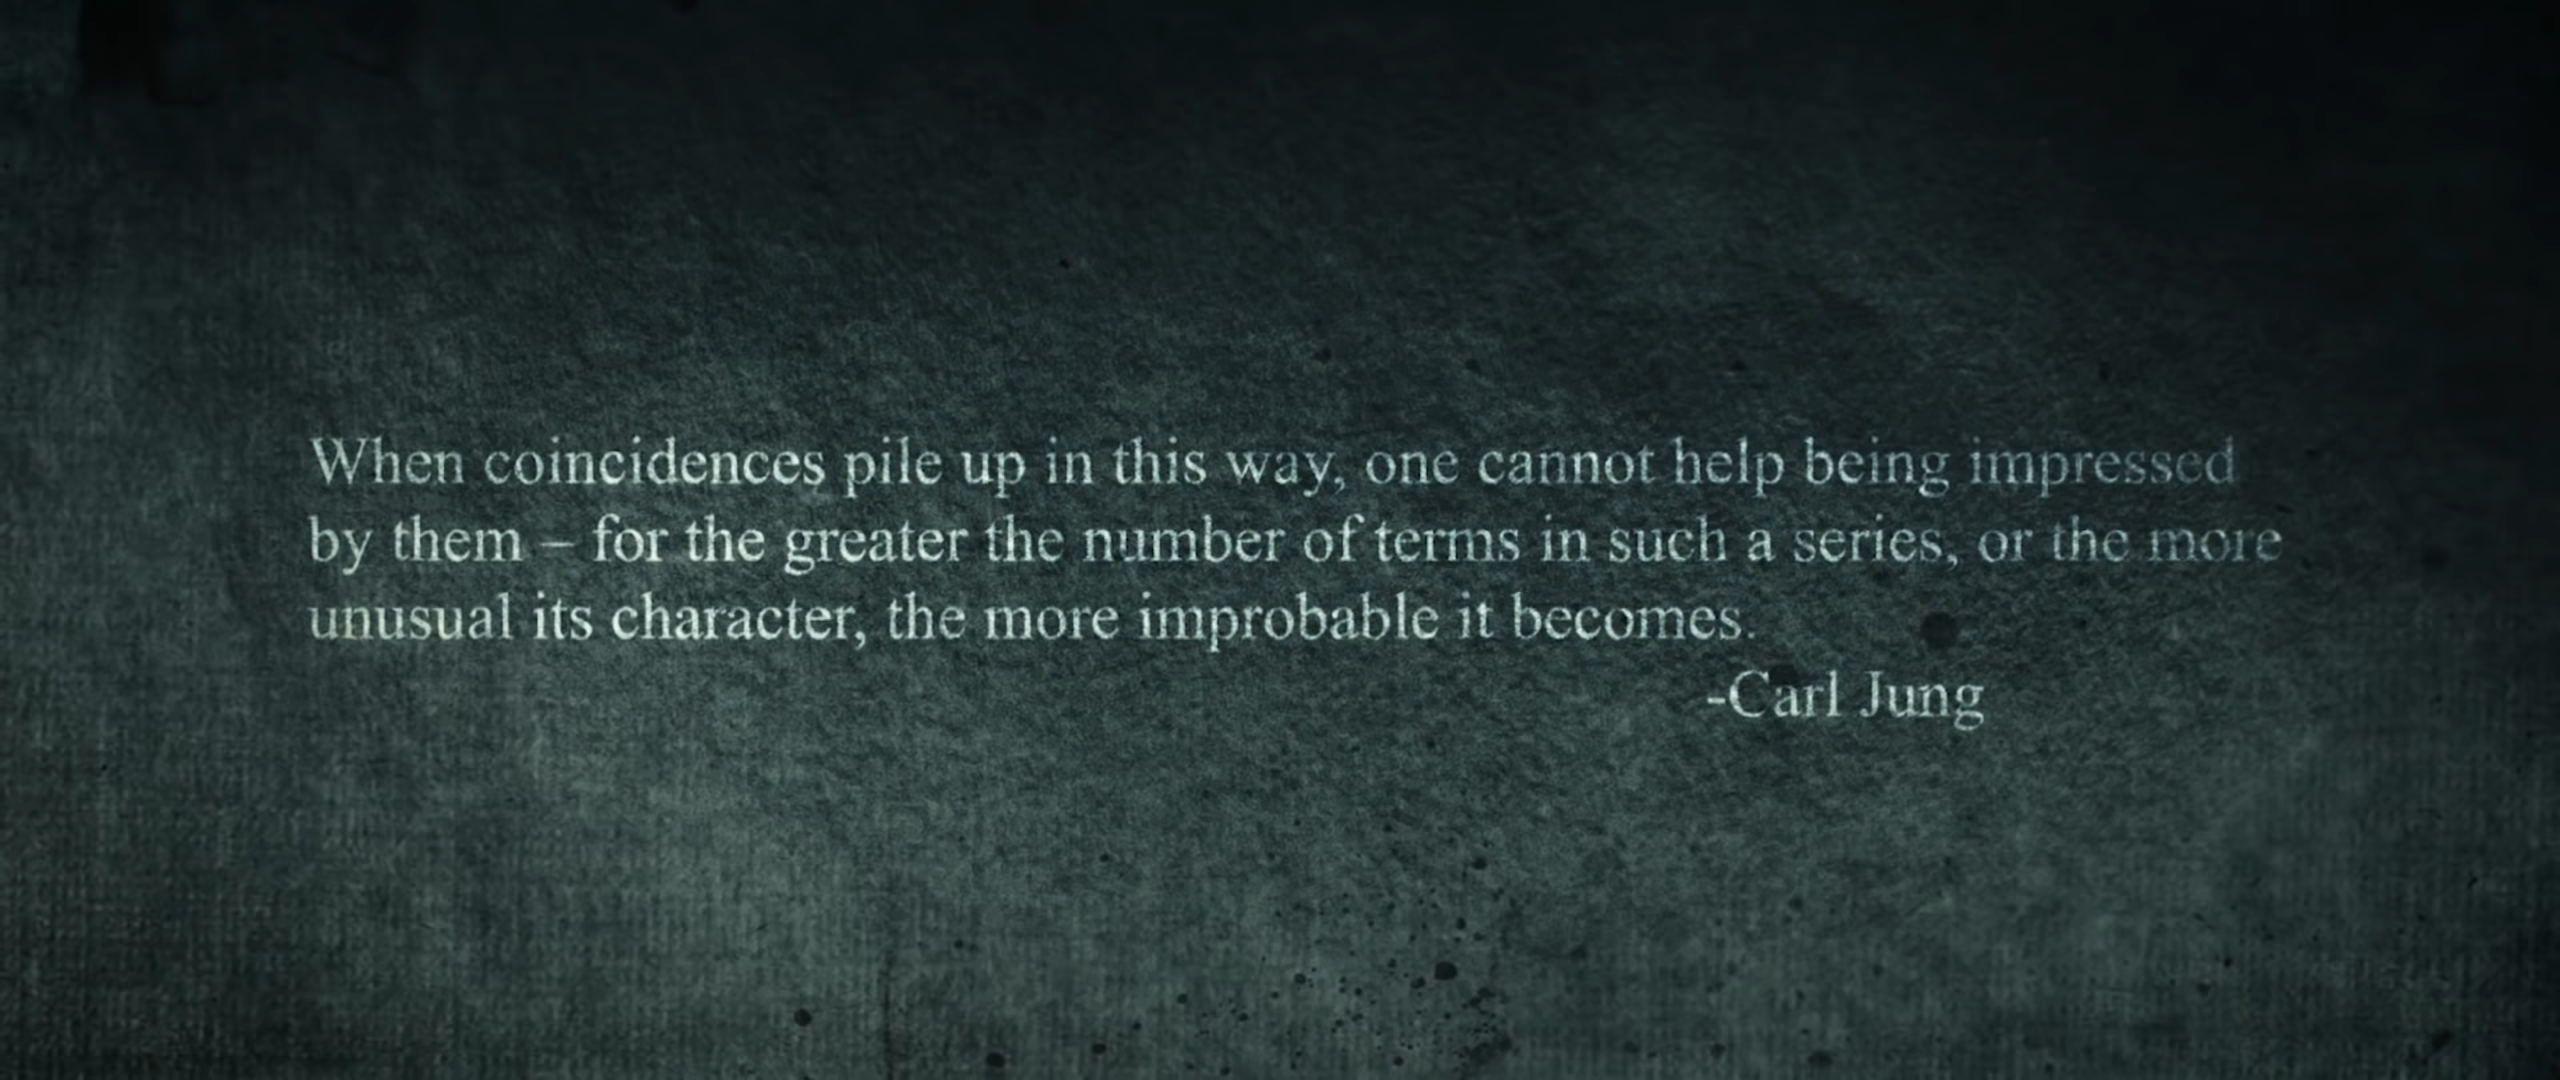 When coincidences pile up in this way, one cannot help being impressed
by them – for the greater the number of terms in such a series, or the more
unusual its character, the more improbable it becomes.
-Carl Jung